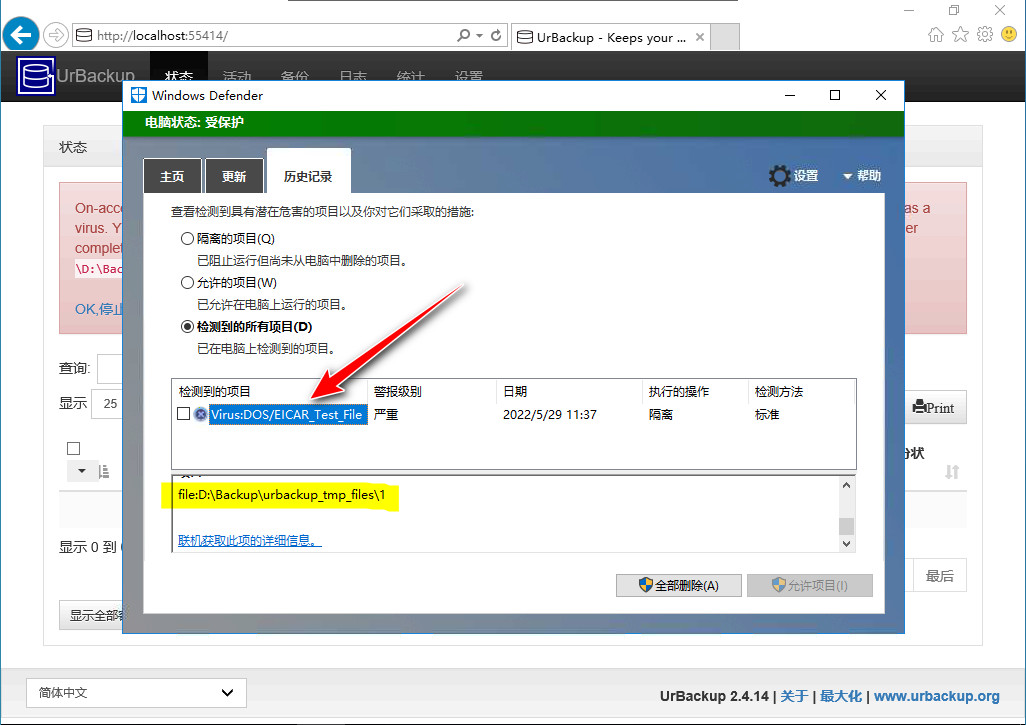 http://localhost:55414/
UrBackup - Keeps your ...
UrBackup 状态 活动 备份 日志 统计 设置
Windows Defender
电脑状态: 受保护
主页 更新 历史记录 设置 帮助
状态
查看检测到具有潜在危害的项目以及你对它们采取的措施:
On-acc as a
virus. Y er
complet
\D:\Bac
OK,停止
隔离的项目(Q)
已阻止运行但尚未从电脑中删除的项目。
允许的项目(W)
已允许在电脑上运行的项目。
检测到的所有项目(D)
已在电脑上检测到的项目。
查询:
显示 25
检测到的项目 警报级别 日期 执行的操作 检测方法
Virus:DOS/EICAR_Test_File 严重 2022/5/29 11:37 隔离 标准
Print
份状
file:D:\Backup\urbackup_tmp_files\1
联机获取此项的详细信息。
显示 0 到
最后
全部删除(A) 允许项目(I)
显示全部客
简体中文
UrBackup 2.4.14 | 关于 | 最大化 | www.urbackup.org